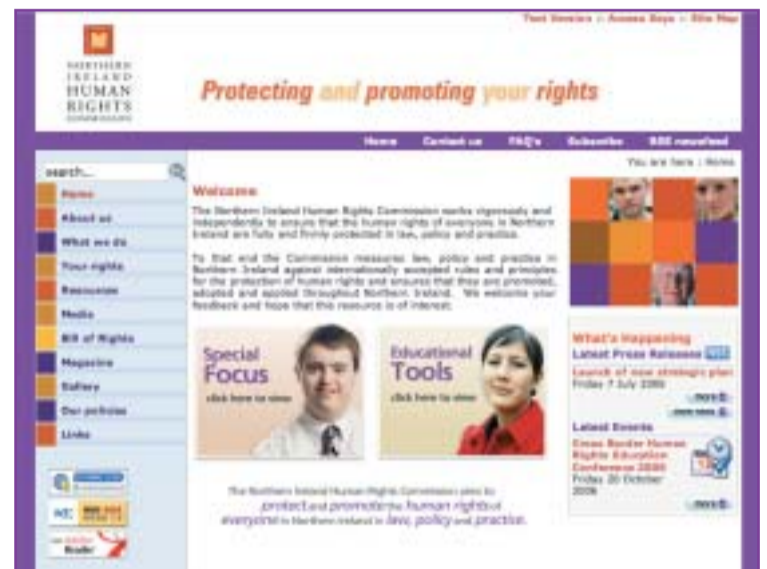 Text Version :: Access Keys :: Site Map
NORTHERN
IRELAND
HUMAN
RIGHTS
COMMISSION
Protecting and promoting your rights
Home Contact us FAQ's Subscribe RSS newsfeed
You are here : Home
search...
Home
About us
What we do
Your rights
Resources
Media
Bill of Rights
Magazine
Gallery
Our policies
Links
Welcome
The Northern Ireland Human Rights Commission works vigorously and
independently to ensure that the human rights of everyone in Northern
Ireland are fully and firmly protected in law, policy and practice.
To that end the Commission measures law, policy and practice in
Northern Ireland against internationally accepted rules and principles
for the protection of human rights and ensures that they are promoted,
adopted and applied throughout Northern Ireland. We welcome your
feedback and hope that this resource is of interest.
Special
Focus
click here to view
Educational
Tools
click here to view
The Northern Ireland Human Rights Commission aims to
protect and promote the human rights of
everyone in Northern Ireland in law, policy and practice.
What's Happening
Latest Press Releases RSS
Launch of new strategic plan
Friday 7 July 2006
more
Latest Events
Cross Border Human
Rights Education
Conference 2006
Friday 20 October
2006
more
Reader